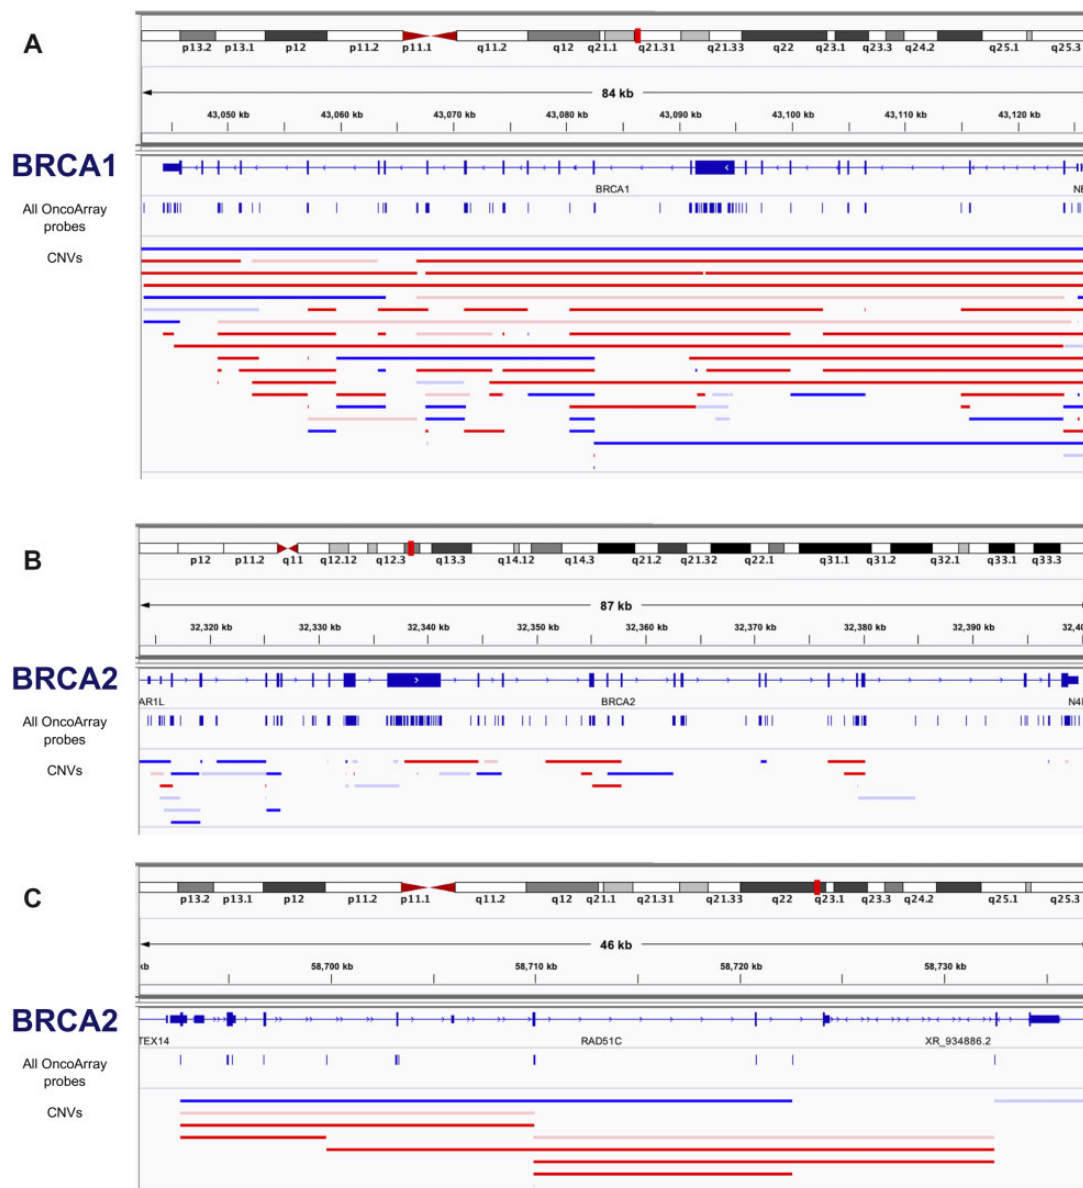 A
p13.2 p13.1 p12 p11.2 p11.1 q11.2 q12 q21.1 q21.31 q21.33 q22 q23.1 q23.3 q24.2 q25.1 q25.3
84 kb
43,050 kb 43,060 kb 43,070 kb 43,080 kb 43,090 kb 43,100 kb 43,110 kb 43,120 kb
BRCA1
BRCA1 NB
All OncoArray
probes
CNVs
B
p12 p11.2 q11 q12.12 q12.3 q13.3 q14.12 q14.3 q21.2 q21.32 q22.1 q31.1 q31.2 q32.1 q33.1 q33.3
87 kb
32,320 kb 32,330 kb 32,340 kb 32,350 kb 32,360 kb 32,370 kb 32,380 kb 32,390 kb 32,40
BRCA2
AR1L BRCA2 N4
All OncoArray
probes
CNVs
C
p13.2 p13.1 p12 p11.2 p11.1 q11.2 q12 q21.1 q21.31 q21.33 q22 q23.1 q23.3 q24.2 q25.1 q25.3
46 kb
kb 58,700 kb 58,710 kb 58,720 kb 58,730 kb
BRCA2
TEX14 RAD51C XR_934886.2
All OncoArray
probes
CNVs